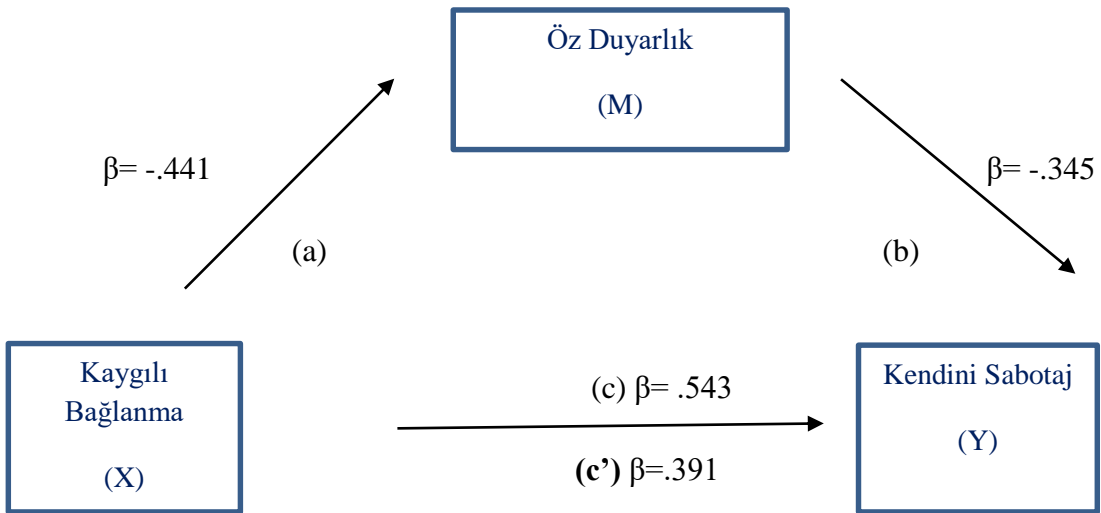 Öz Duyarlık
(M)
β= -.441
β= -.345
(a)
(b)
Kaygılı
Bağlanma
(X)
(c) β= .543
(c’) β=.391
Kendini Sabotaj
(Y)